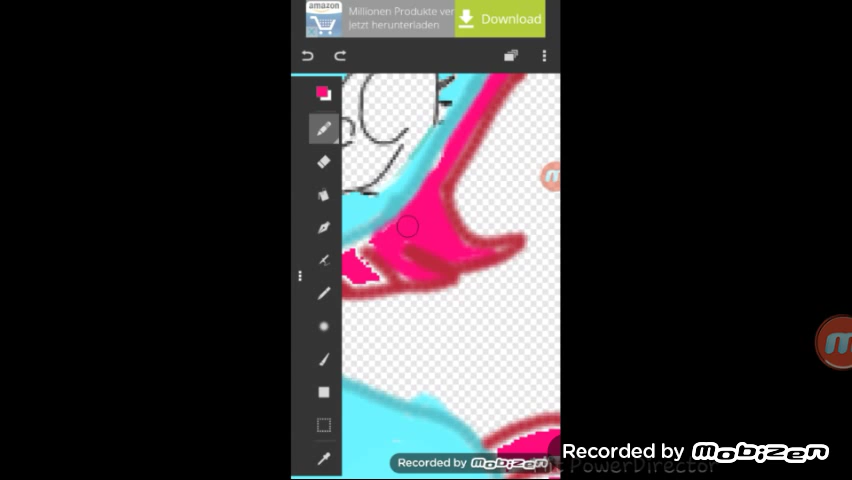 amazon
Millionen Produkte ver
Jetzt herunterladen
Download
Recorded by Mobizen
Recorded by Mobizen
PowerDirector